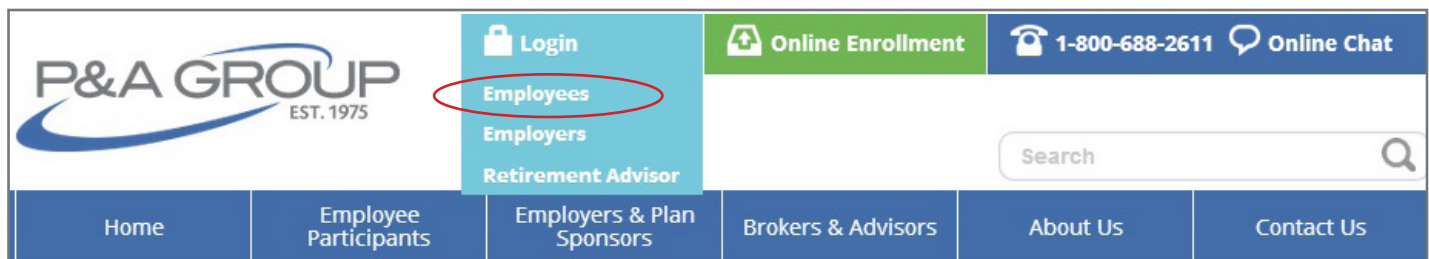 P&A GROUP
EST. 1975
Login
Employees
Employers
Retirement Advisor
Online Enrollment
1-800-688-2611 Online Chat
Search
Home
Employee
Participants
Employers & Plan
Sponsors
Brokers & Advisors
About Us
Contact Us